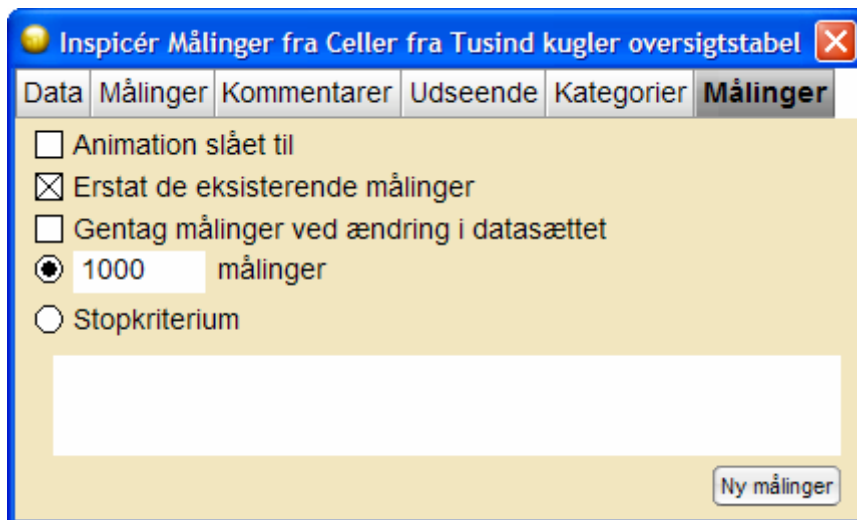 Inspicér Målinger fra Celler fra Tusind kugler oversigtstabel
Data Målinger Kommentarer Udseende Kategorier Målinger
Animation slået til
Erstat de eksisterende målinger
Gentag målinger ved ændring i datasættet
1000 målinger
Stopkriterium
Ny målinger